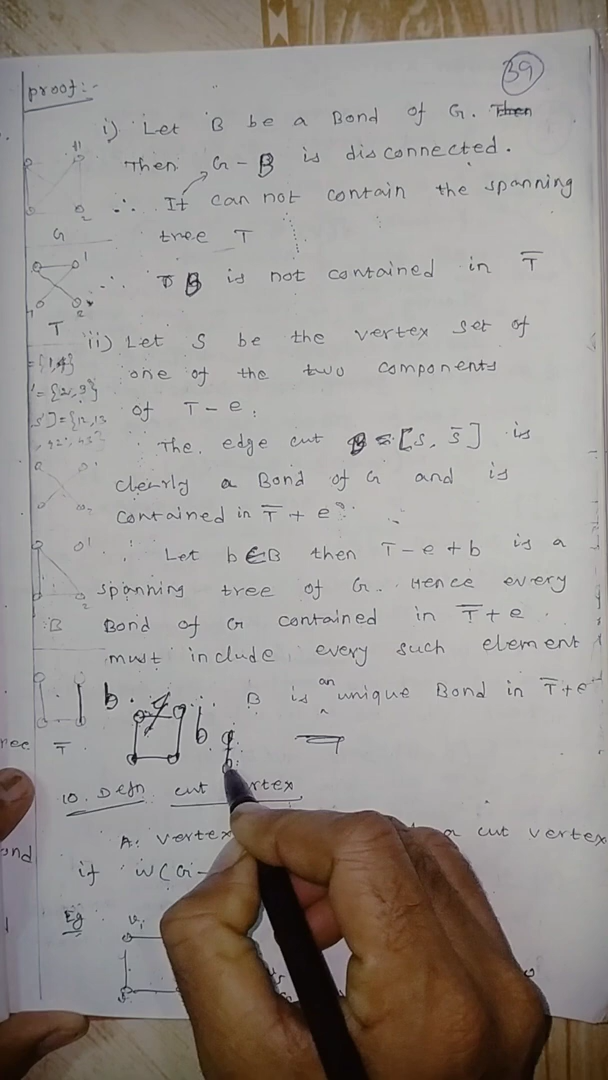 39
proof:-
i) Let B be a Bond of G. Then
Then G - B is disconnected.
∴ It can not contain the spanning
tree T
∴ B is not contained in T̅
ii) Let S be the vertex set of
one of the two components
of T - e.
The edge cut B = [S, S̅] is
clearly a Bond of G and is
contained in T̅ + e
Let b ∈ B then T - e + b is a
spanning tree of G. Hence every
Bond of G contained in T̅ + e.
must include every such element
b. ∴ B is an unique Bond in T̅ + e
b
10. Defn cut
A vertex a cut vertex
if w(G -
Eg
G
T
B
T̅